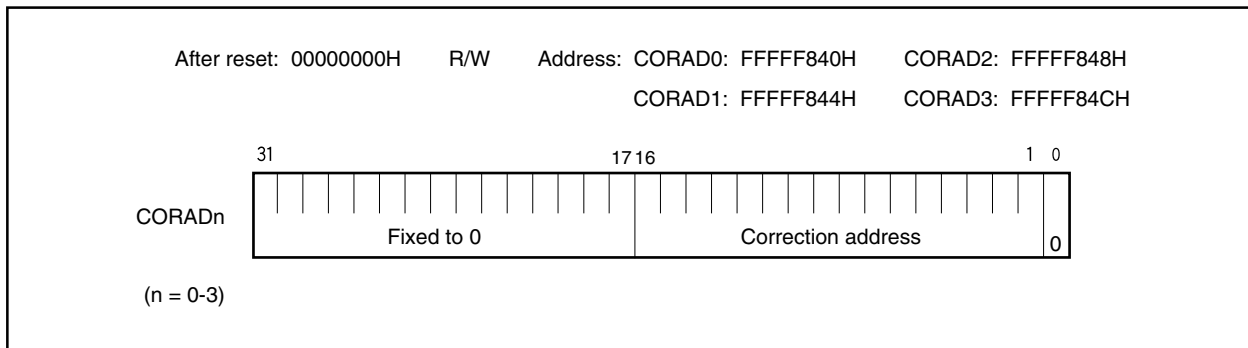 After reset: 00000000H R/W Address: CORAD0: FFFFF840H CORAD2: FFFFF848H
CORAD1: FFFFF844H CORAD3: FFFFF84CH
31 17 16 1 0
CORADn
Fixed to 0 Correction address 0
(n = 0-3)